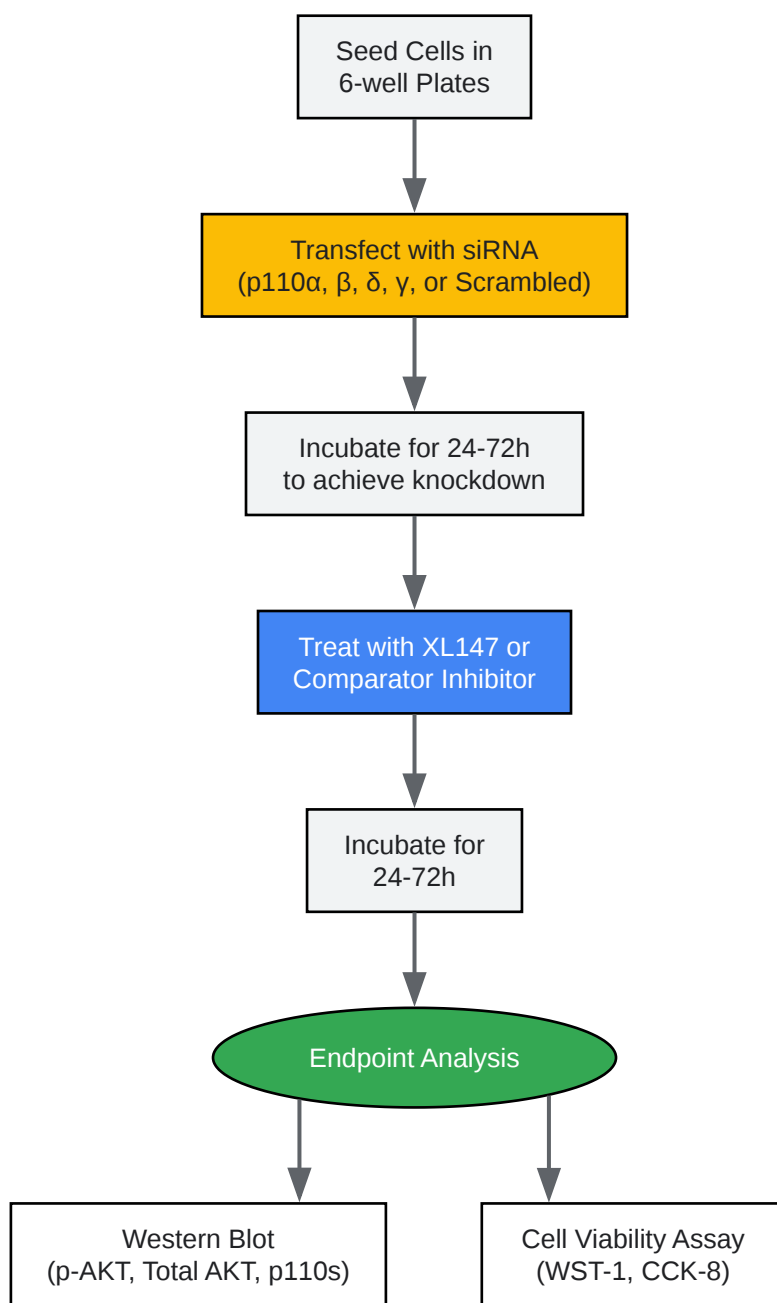 Seed Cells in
6-well Plates
Transfect with siRNA
(p110α, β, δ, γ, or Scrambled)
Incubate for 24-72h
to achieve knockdown
Treat with XL147 or
Comparator Inhibitor
Incubate for
24-72h
Endpoint Analysis
Western Blot
(p-AKT, Total AKT, p110s)
Cell Viability Assay
(WST-1, CCK-8)